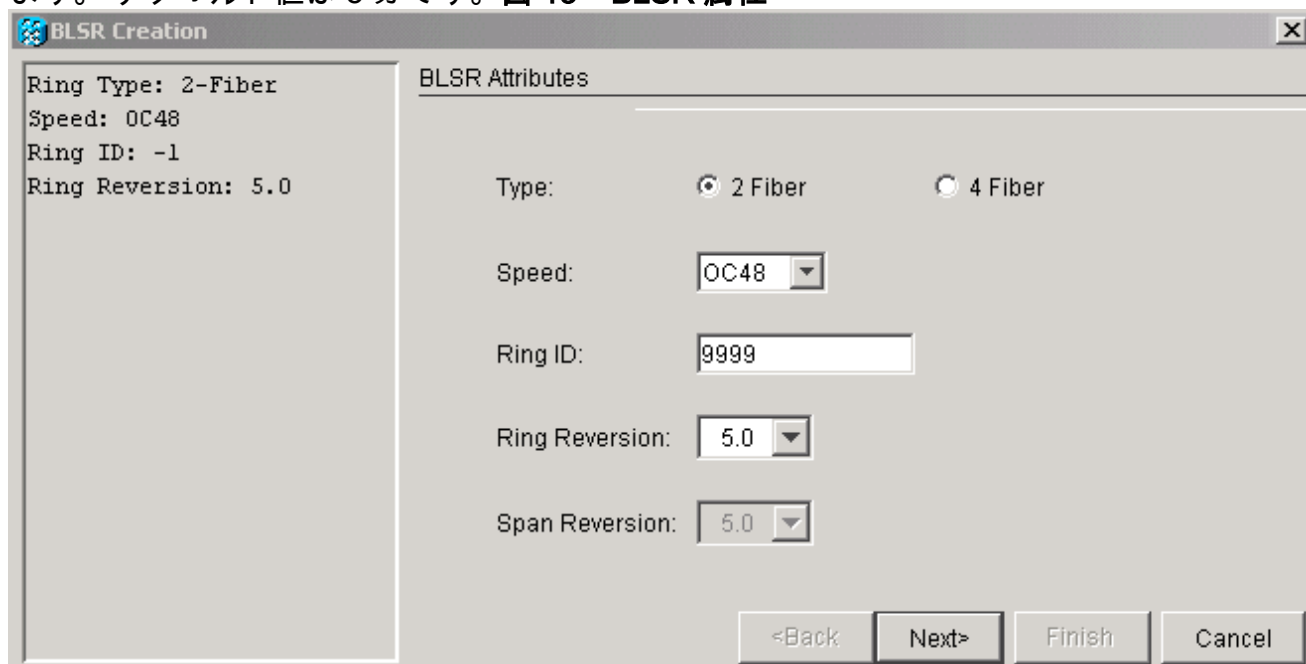 BLSR Creation
Ring Type: 2-Fiber
Speed: OC48
Ring ID: -1
Ring Reversion: 5.0
BLSR Attributes
Type: 2 Fiber 4 Fiber
Speed: OC48
Ring ID: 9999
Ring Reversion: 5.0
Span Reversion: 5.0
<Back Next> Finish Cancel